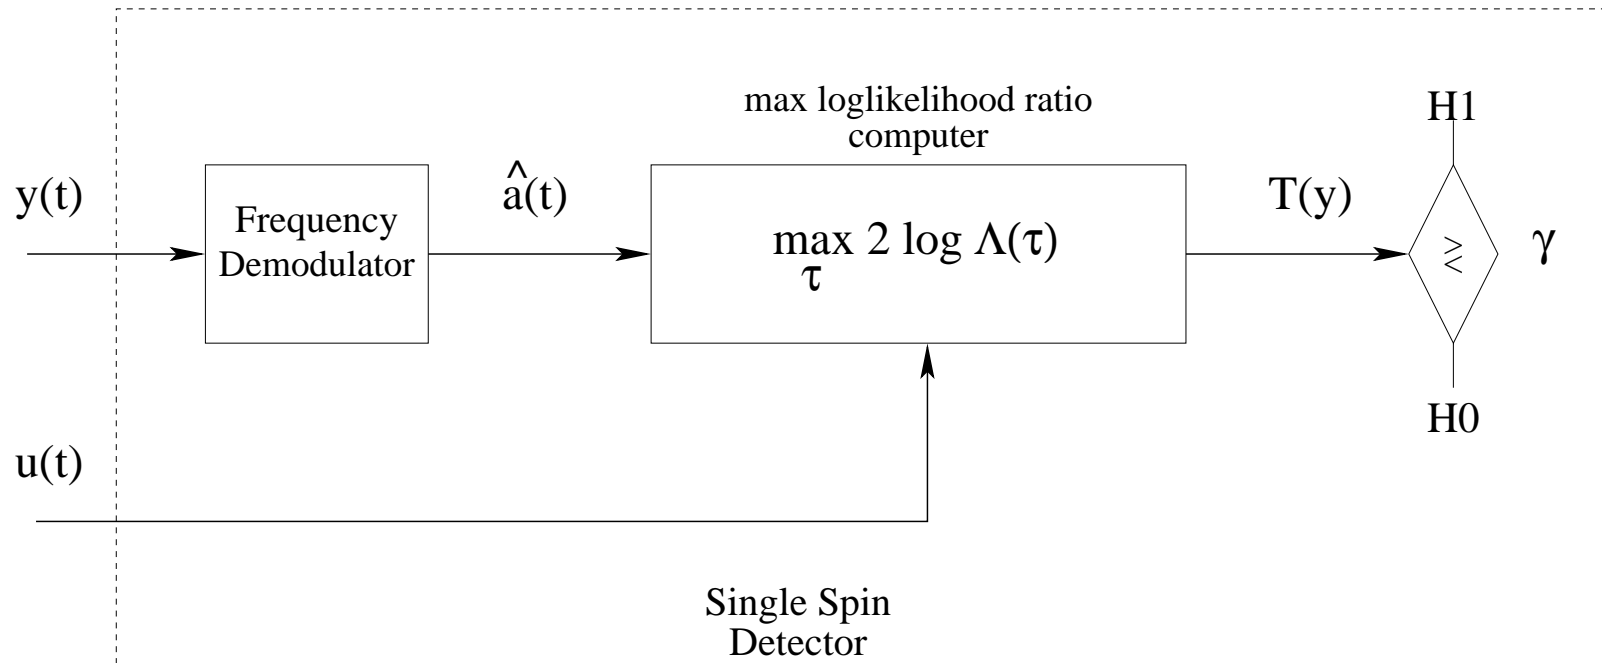 max loglikelihood ratio
computer
H1
y(t)
Frequency
Demodulator
^
a(t)
max 2 log Λ(τ)
τ
T(y)
≷
γ
H0
u(t)
Single Spin
Detector